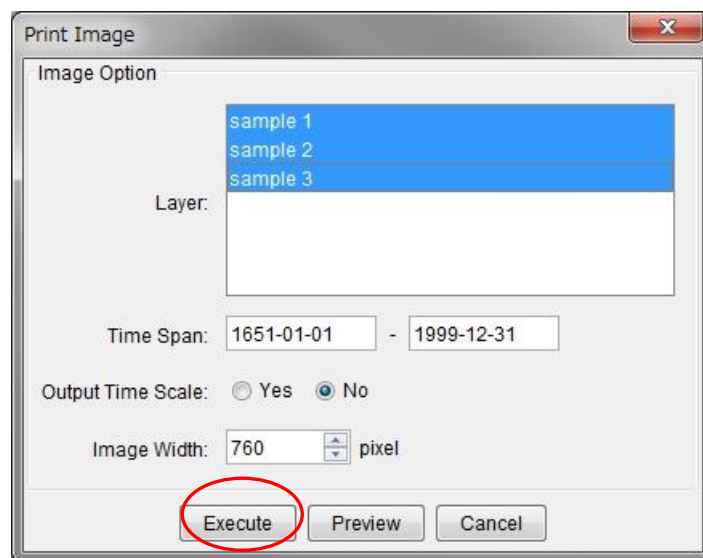 Print Image
Image Option
Layer:
sample 1
sample 2
sample 3
Time Span: 1651-01-01 - 1999-12-31
Output Time Scale: Yes No
Image Width: 760 pixel
Execute Preview Cancel